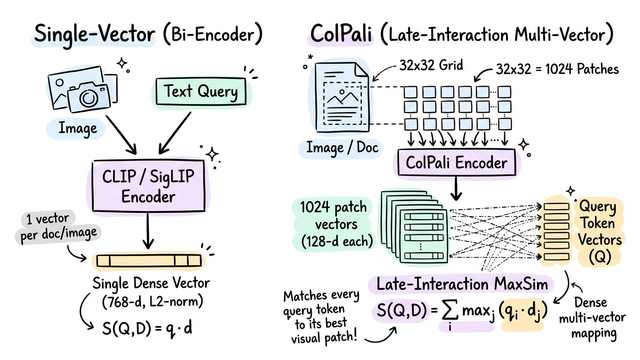 Single-Vector (Bi-Encoder)
Image
Text Query
CLIP / SigLIP
Encoder
1 vector
per doc/image
Single Dense Vector
(768-d, L2-norm)
S(Q,D) = q · d
ColPali (Late-Interaction Multi-Vector)
32x32 Grid
32x32 = 1024 Patches
Image / Doc
ColPali Encoder
1024 patch
vectors
(128-d each)
Query
Token
Vectors
(Q)
Late-Interaction MaxSim
S(Q,D) = ∑ᵢ maxⱼ (qᵢ · dⱼ)
Matches every
query token
to its best
visual patch!
Dense
multi-vector
mapping